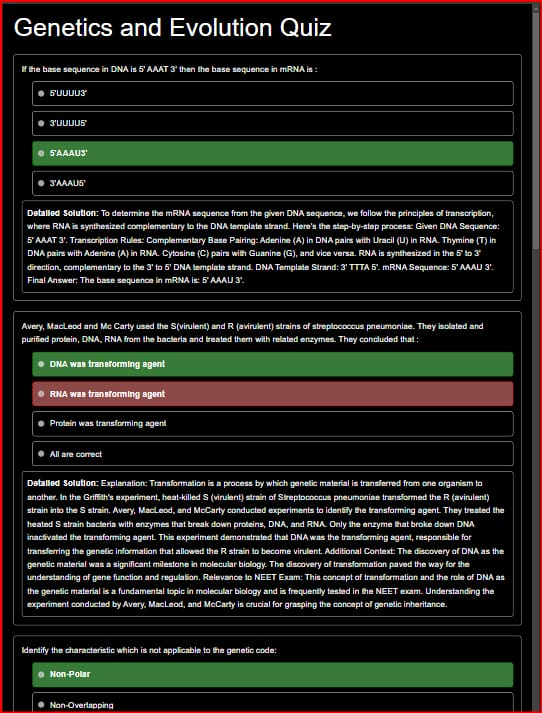 Genetics and Evolution Quiz
If the base sequence in DNA is 5' AAAT 3' then the base sequence in mRNA is :
5'UUUU3'
3'UUUU5'
5'AAAU3'
3'AAAU5'
Detailed Solution: To determine the mRNA sequence from the given DNA sequence, we follow the principles of transcription,
where RNA is synthesized complementary to the DNA template strand. Here's the step-by-step process: Given DNA Sequence:
5' AAAT 3'. Transcription Rules: Complementary Base Pairing: Adenine (A) in DNA pairs with Uracil (U) in RNA. Thymine (T) in
DNA pairs with Adenine (A) in RNA. Cytosine (C) pairs with Guanine (G), and vice versa. RNA is synthesized in the 5' to 3'
direction, complementary to the 3' to 5' DNA template strand. DNA Template Strand: 3' TTTA 5'. mRNA Sequence: 5' AAAU 3'.
Final Answer: The base sequence in mRNA is: 5' AAAU 3'.
Avery, MacLeod and Mc Carty used the S(virulent) and R (avirulent) strains of streptococcus pneumoniae. They isolated and
purified protein, DNA, RNA from the bacteria and treated them with related enzymes. They concluded that :
DNA was transforming agent
RNA was transforming agent
Protein was transforming agent
All are correct
Detailed Solution: Explanation: Transformation is a process by which genetic material is transferred from one organism to
another. In the Griffith's experiment, heat-killed S (virulent) strain of Streptococcus pneumoniae transformed the R (avirulent)
strain into the S strain. Avery, MacLeod, and McCarty conducted experiments to identify the transforming agent. They treated the
heated S strain bacteria with enzymes that break down proteins, DNA, and RNA. Only the enzyme that broke down DNA
inactivated the transforming agent. This experiment demonstrated that DNA was the transforming agent, responsible for
transferring the genetic information that allowed the R strain to become virulent. Additional Context: The discovery of DNA as the
genetic material was a significant milestone in molecular biology. The discovery of transformation paved the way for the
understanding of gene function and regulation. Relevance to NEET Exam: This concept of transformation and the role of DNA as
the genetic material is a fundamental topic in molecular biology and is frequently tested in the NEET exam. Understanding the
experiment conducted by Avery, MacLeod, and McCarty is crucial for grasping the concept of genetic inheritance.
Identify the characteristic which is not applicable to the genetic code:
Non-Polar
Non-Overlapping